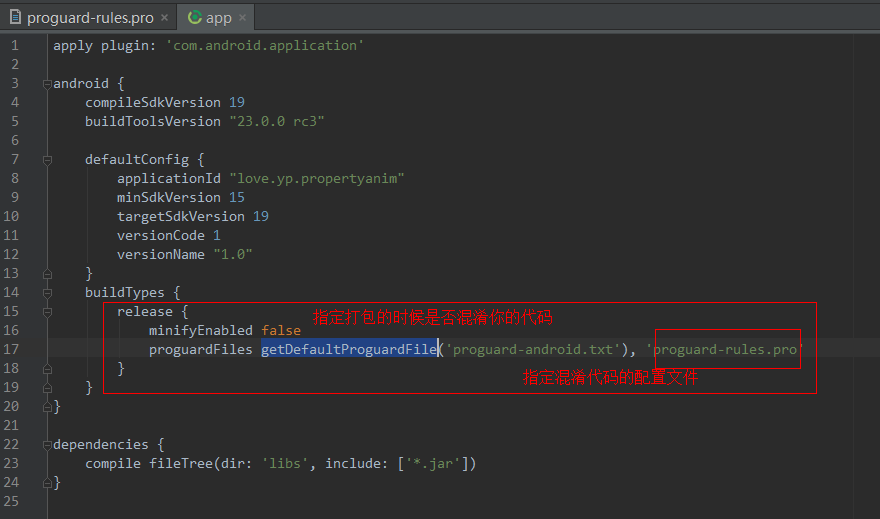 proguard-rules.pro × app ×
1 apply plugin: 'com.android.application'
2
3 android {
4 compileSdkVersion 19
5 buildToolsVersion "23.0.0 rc3"
6
7 defaultConfig {
8 applicationId "love.yp.propertyanim"
9 minSdkVersion 15
10 targetSdkVersion 19
11 versionCode 1
12 versionName "1.0"
13 }
14 buildTypes {
15 release { 指定打包的时候是否混淆你的代码
16 minifyEnabled false
17 proguardFiles getDefaultProguardFile('proguard-android.txt'), 'proguard-rules.pro'
18 } 指定混淆代码的配置文件
19 }
20 }
21
22 dependencies {
23 compile fileTree(dir: 'libs', include: ['*.jar'])
24 }
25